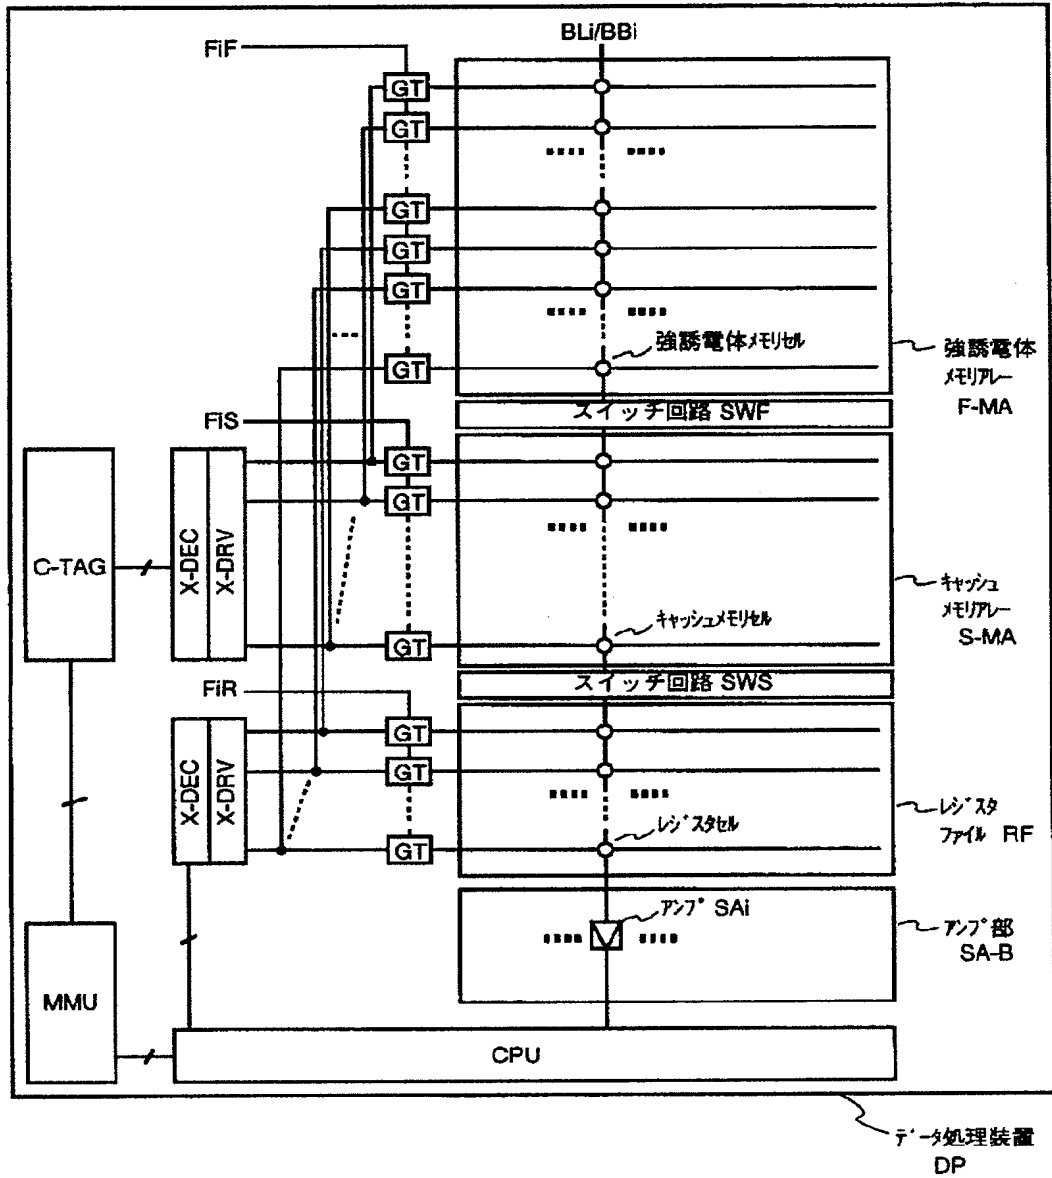 BLi/BBi
FiF
GT
GT
GT
GT
GT
強誘電体メモリセル
GT
強誘電体
メモリアレー
F-MA
スイッチ回路 SWF
FiS
GT
GT
C-TAG
X-DEC
X-DRV
キャッシュ
メモリアレー
S-MA
キャッシュメモリセル
GT
スイッチ回路 SWS
FiR
GT
X-DEC
X-DRV
GT
レジスタセル
レジスタ
ファイル RF
GT
アンプ SAi
アンプ部
SA-B
MMU
CPU
データ処理装置
DP